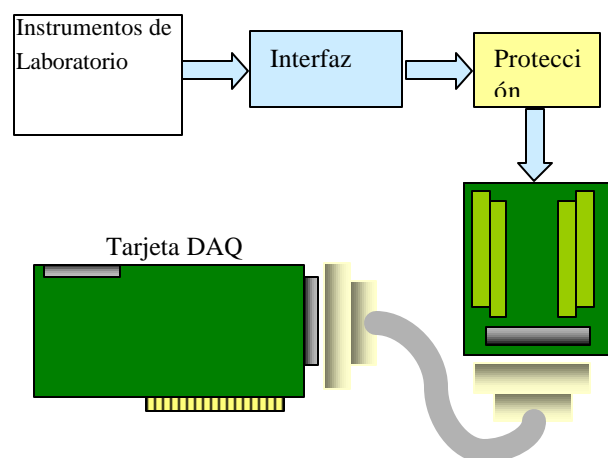 Instrumentos de
Laboratorio
Interfaz
Protecci
ón
Tarjeta DAQ